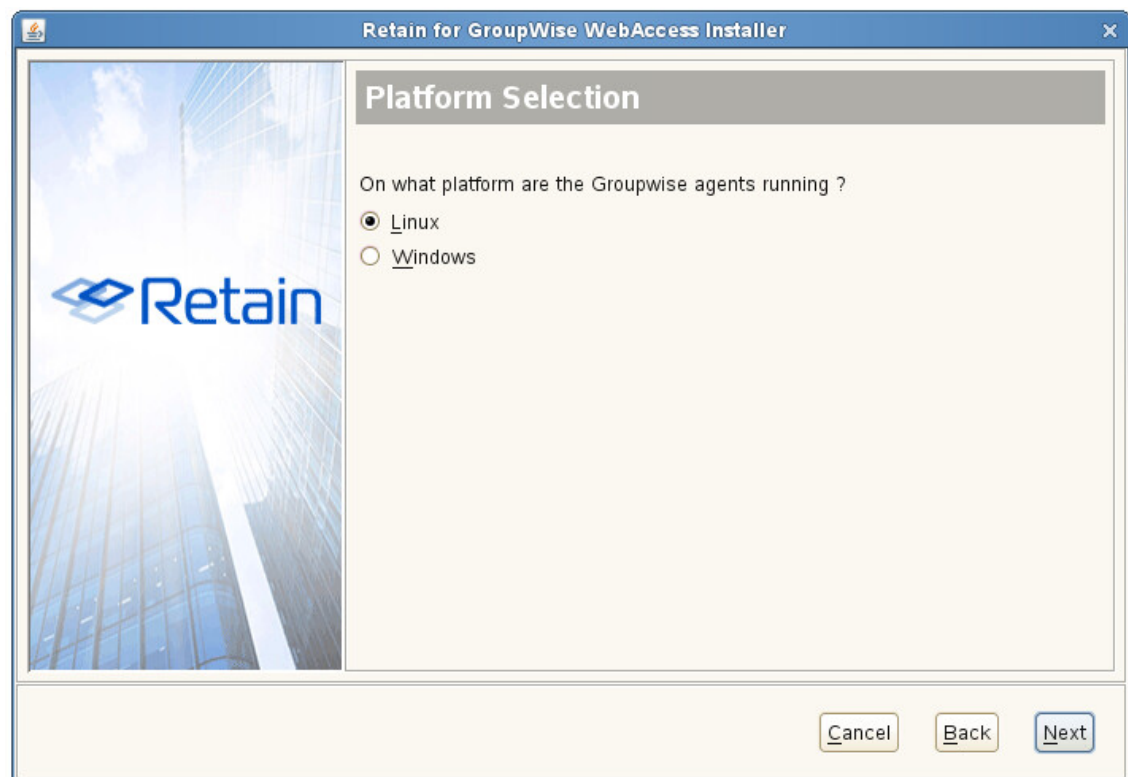 Retain for GroupWise WebAccess Installer
Platform Selection
On what platform are the Groupwise agents running ?
Linux
Windows
Retain
Cancel Back Next